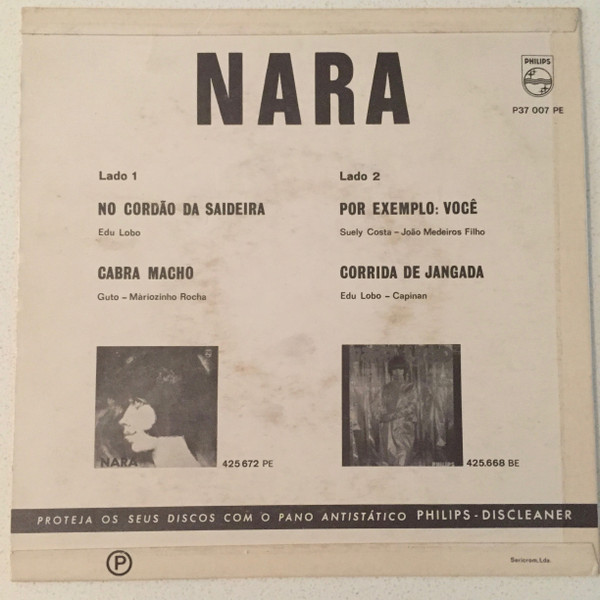 NARA
PHILIPS
P37 007 PE
Lado 1
NO CORDÃO DA SAIDEIRA
Edu Lobo
CABRA MACHO
Guto – Máriozinho Rocha
Lado 2
POR EXEMPLO: VOCÊ
Suely Costa – João Medeiros Filho
CORRIDA DE JANGADA
Edu Lobo – Capinan
NARA
425 672 PE
PHILIPS
425.668 BE
PROTEJA OS SEUS DISCOS COM O PANO ANTISTÁTICO PHILIPS - DISCLEANER
P
Sericrom, Lda.